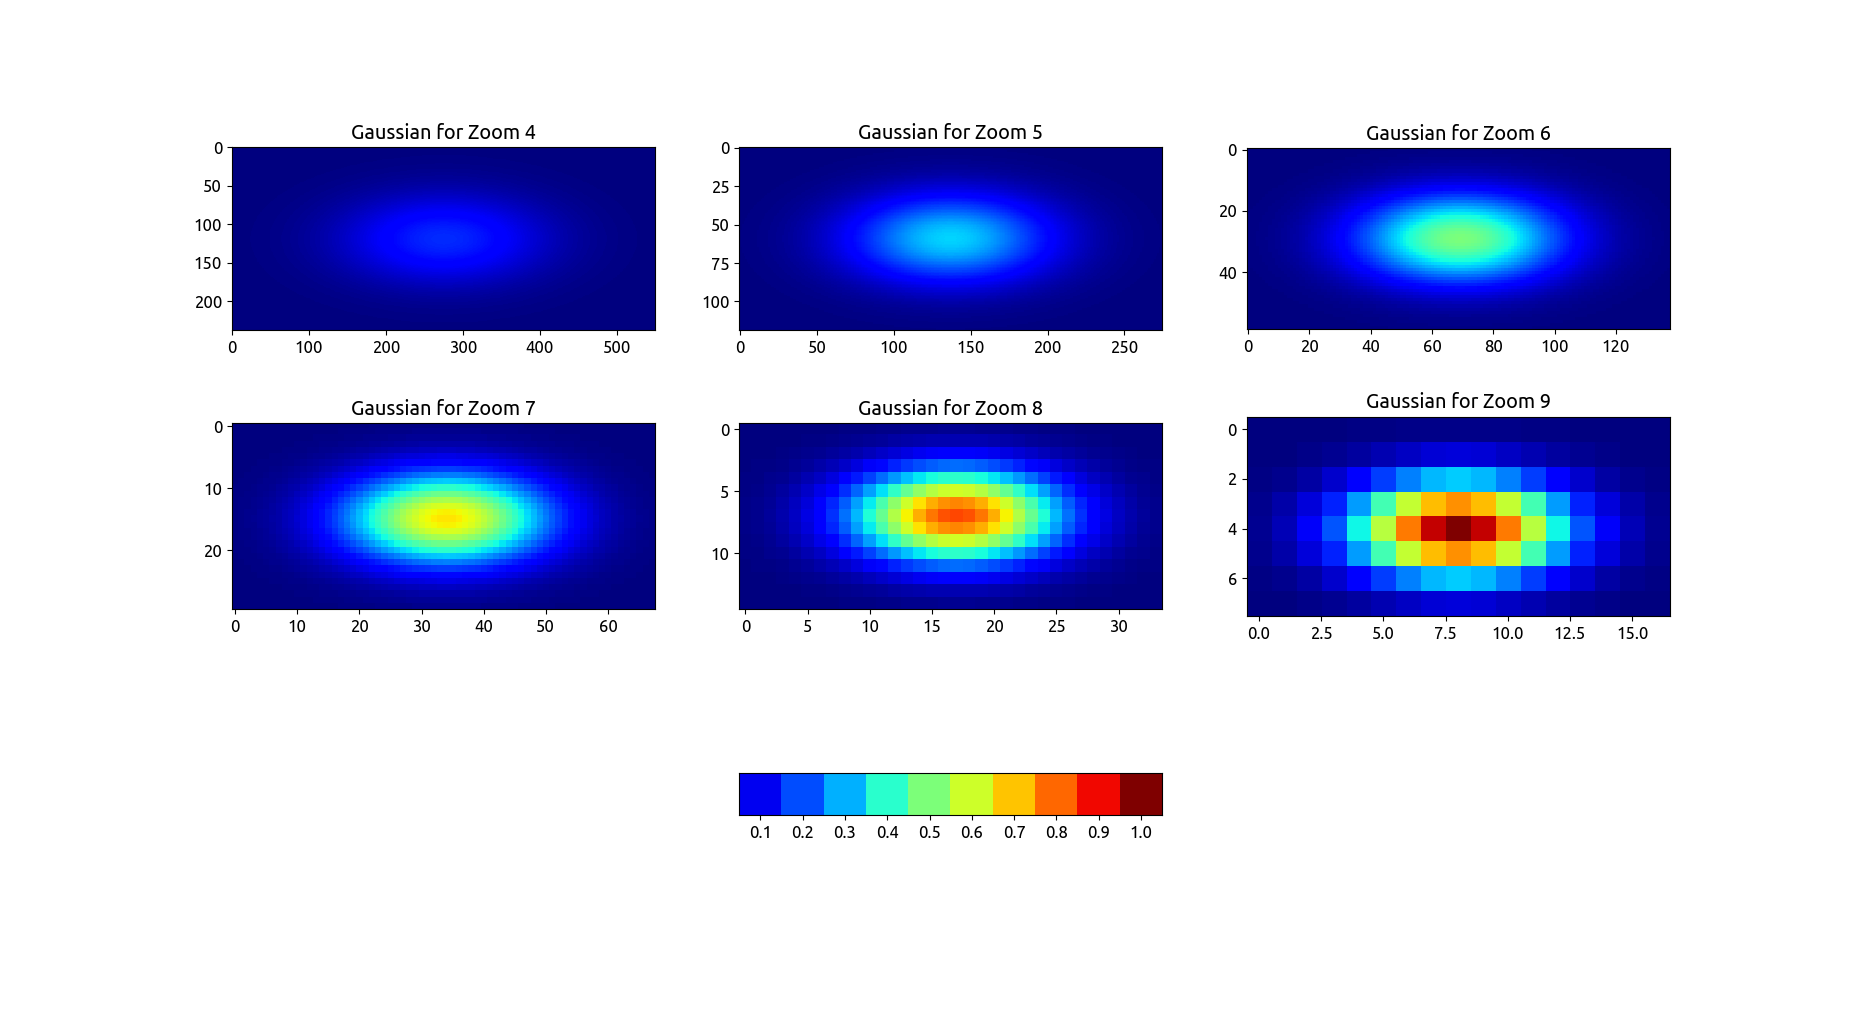 Gaussian for Zoom 4
0
50
100
150
200
0 100 200 300 400 500
Gaussian for Zoom 5
0
25
50
75
100
0 50 100 150 200 250
Gaussian for Zoom 6
0
20
40
0 20 40 60 80 100 120
Gaussian for Zoom 7
0
10
20
0 10 20 30 40 50 60
Gaussian for Zoom 8
0
5
10
0 5 10 15 20 25 30
Gaussian for Zoom 9
0
2
4
6
0.0 2.5 5.0 7.5 10.0 12.5 15.0
0.1 0.2 0.3 0.4 0.5 0.6 0.7 0.8 0.9 1.0